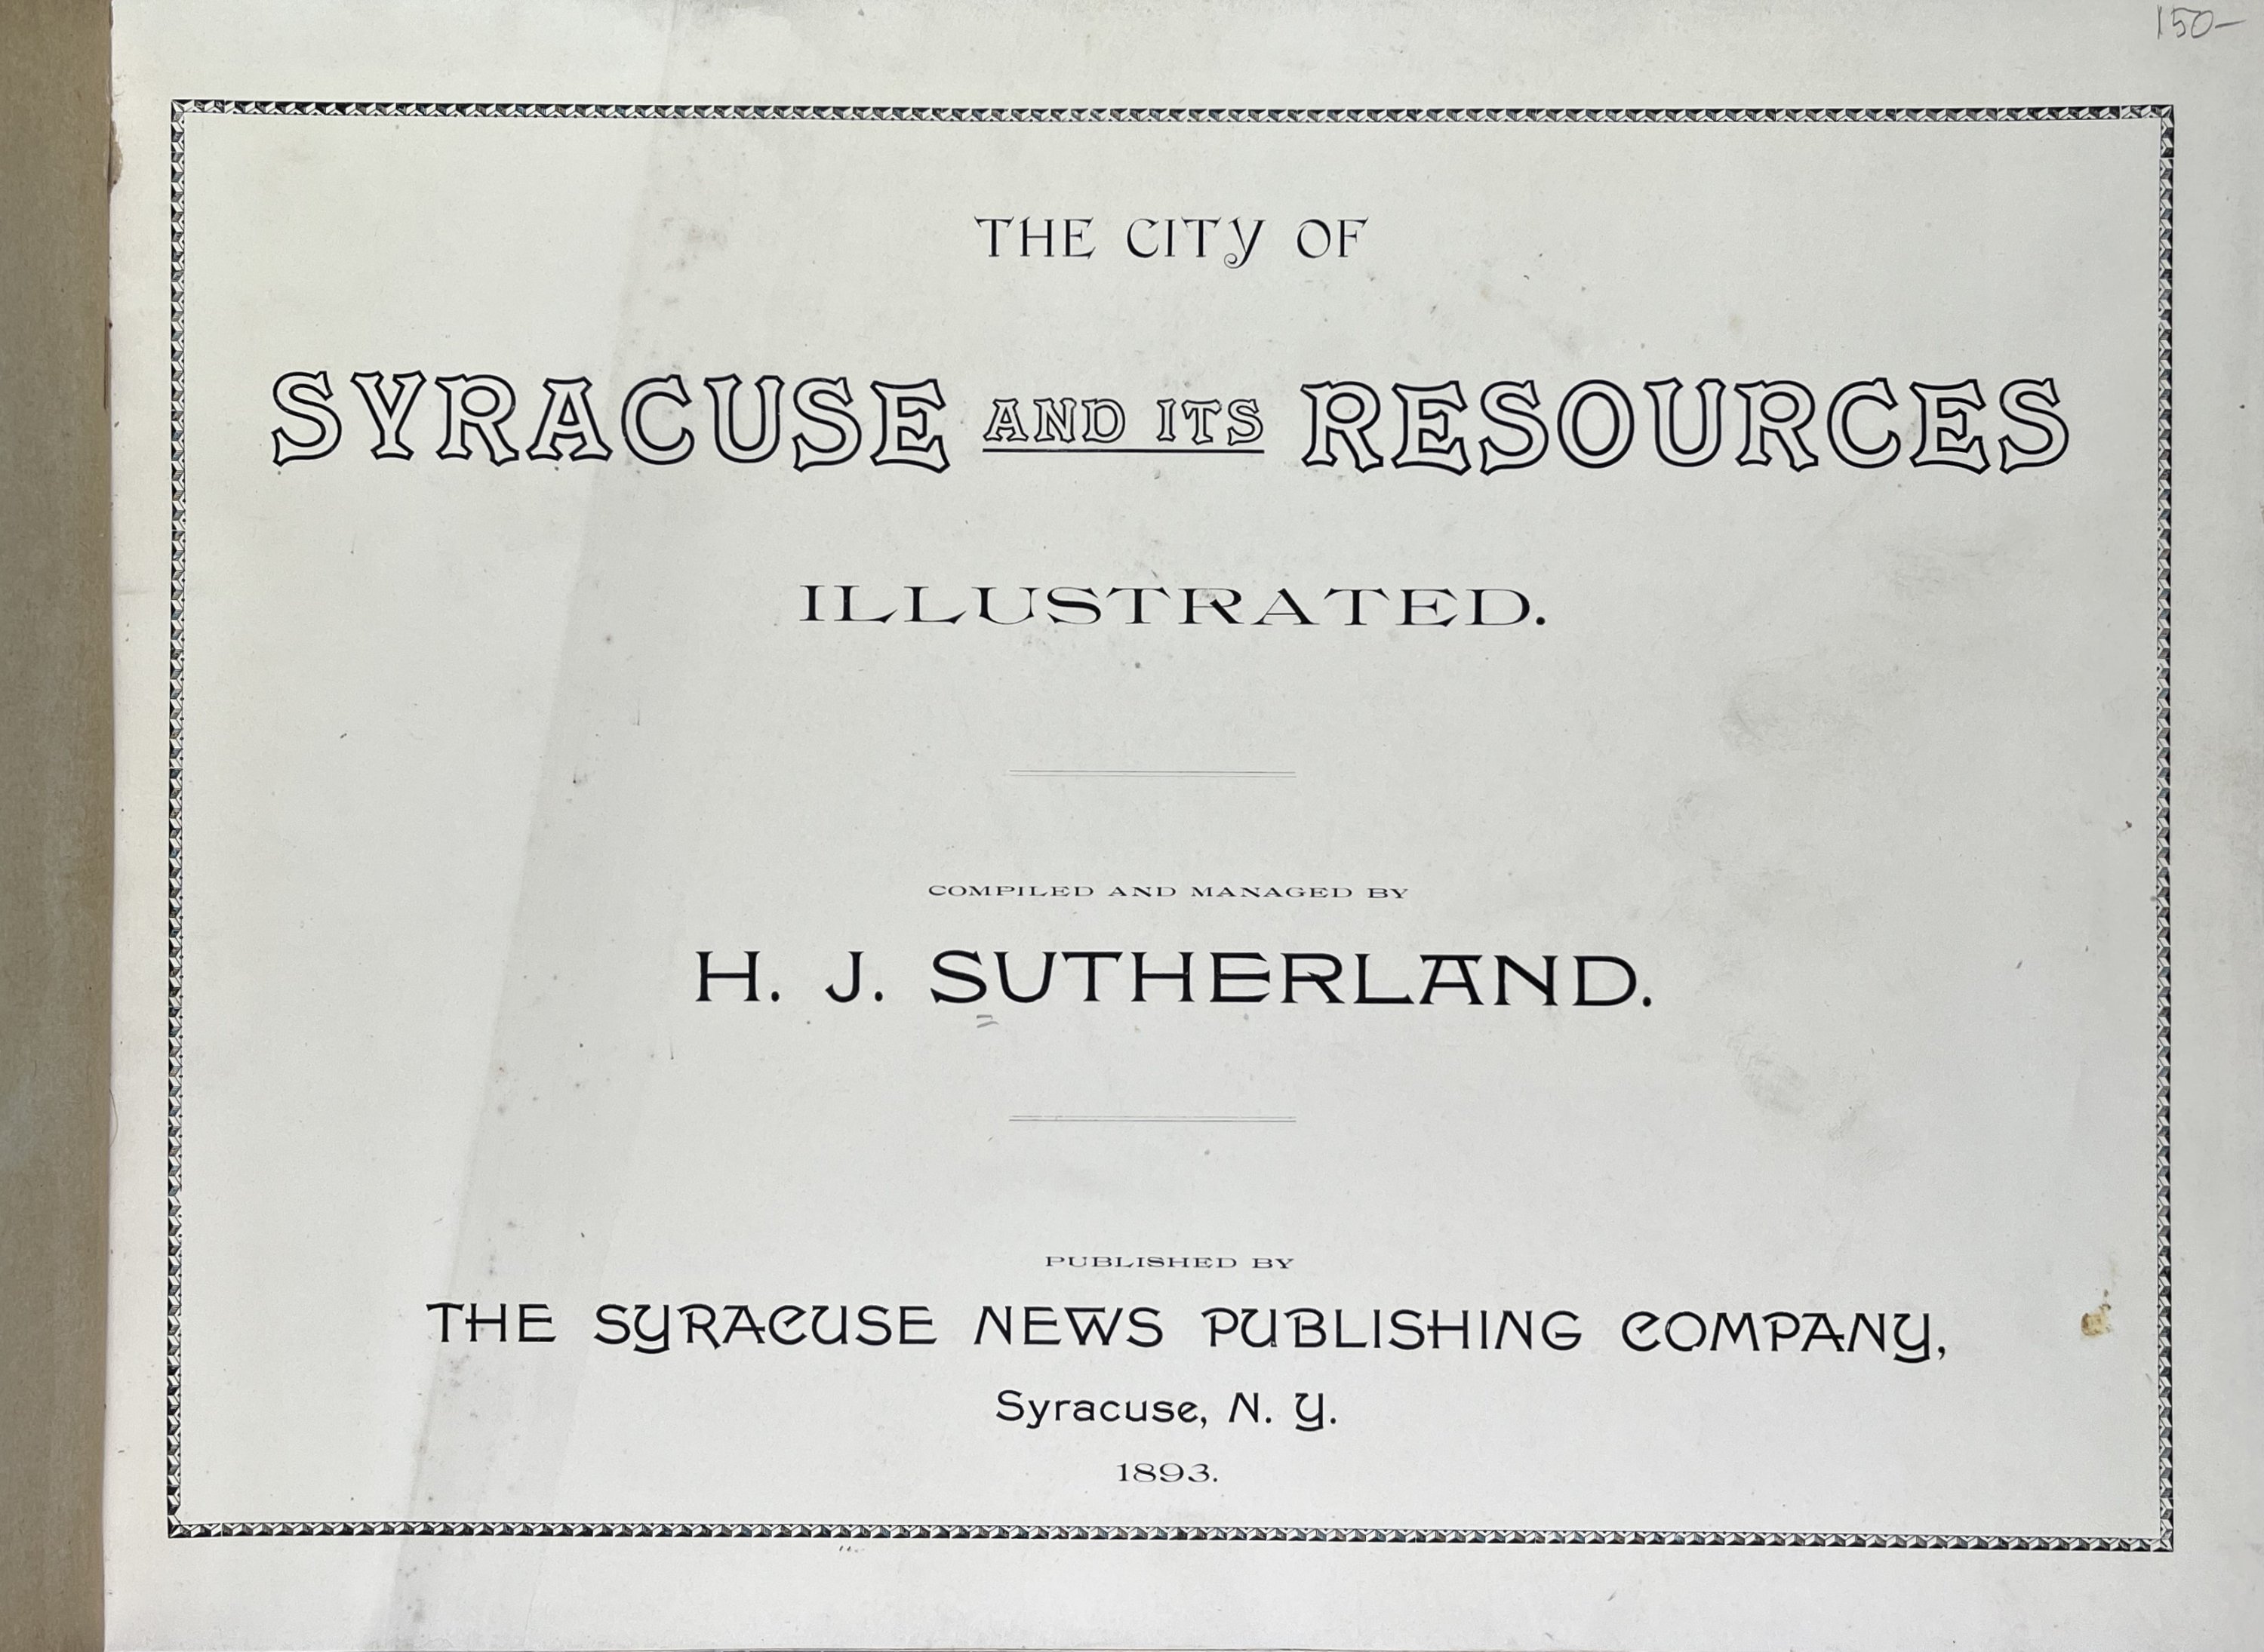 150-
THE CITY OF
SYRACUSE AND ITS RESOURCES
ILLUSTRATED.
COMPILED AND MANAGED BY
H. J. SUTHERLAND.
PUBLISHED BY
THE SYRACUSE NEWS PUBLISHING COMPANY,
Syracuse, N. Y.
1893.